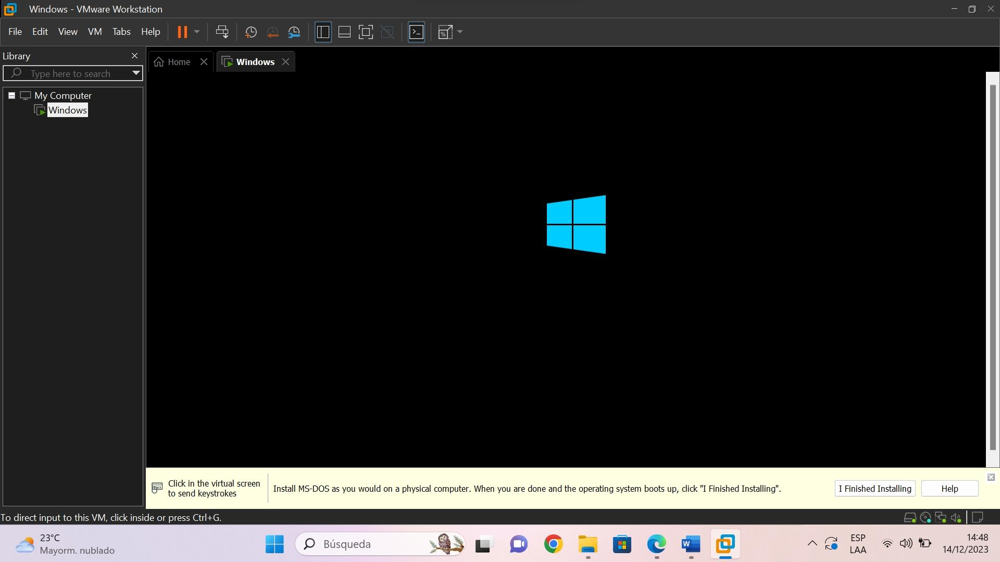 Windows - VMware Workstation
File Edit View VM Tabs Help
Library
Home
Windows
Type here to search
My Computer
Windows
Click in the virtual screen
to send keystrokes
Install MS-DOS as you would on a physical computer. When you are done and the operating system boots up, click "I Finished Installing".
I Finished Installing
Help
To direct input to this VM, click inside or press Ctrl+G.
23°C
Mayorm. nublado
Búsqueda
W
ESP
LAA
14:48
14/12/2023